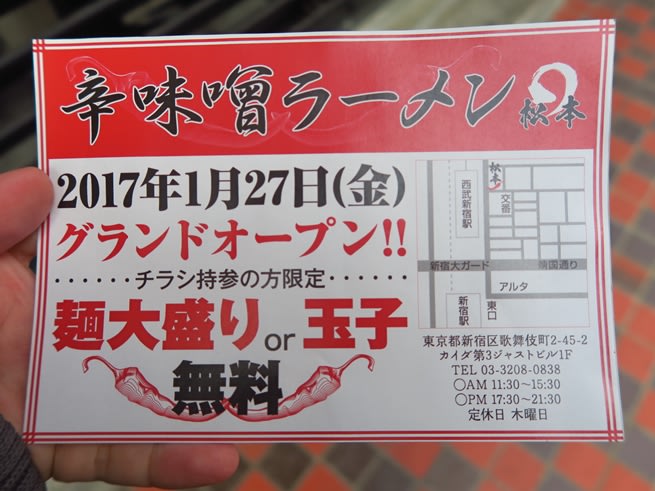 辛味噌ラーメン 松本
2017年1月27日(金)
グランドオープン!!
······チラシ持参の方限定······
麺大盛り or 玉子
無料
松本
交番
西武新宿駅
新宿大ガード
靖国通り
アルタ
新宿駅
東口
東京都新宿区歌舞伎町2-45-2
カイダ第3ジャストビル1F
TEL 03-3208-0838
〇AM 11:30~15:30
〇PM 17:30~21:30
定休日 木曜日